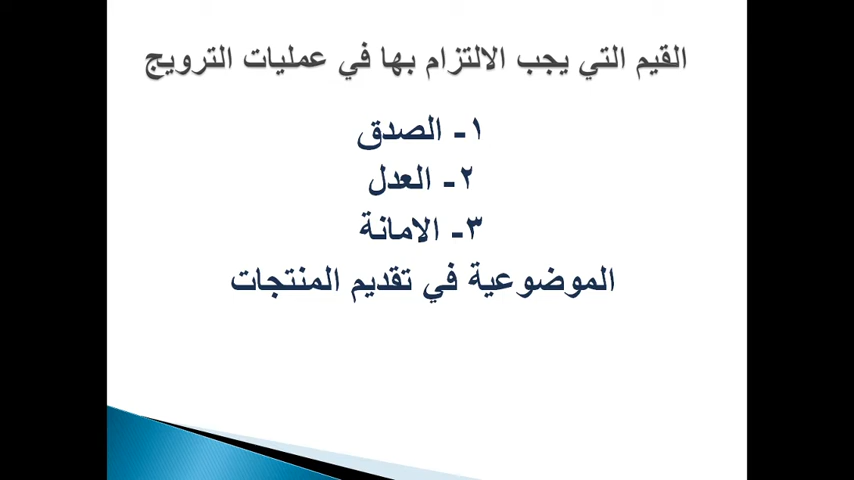 القيم التي يجب الالتزام بها في عمليات الترويج
١- الصدق
٢- العدل
٣- الامانة
الموضوعية في تقديم المنتجات